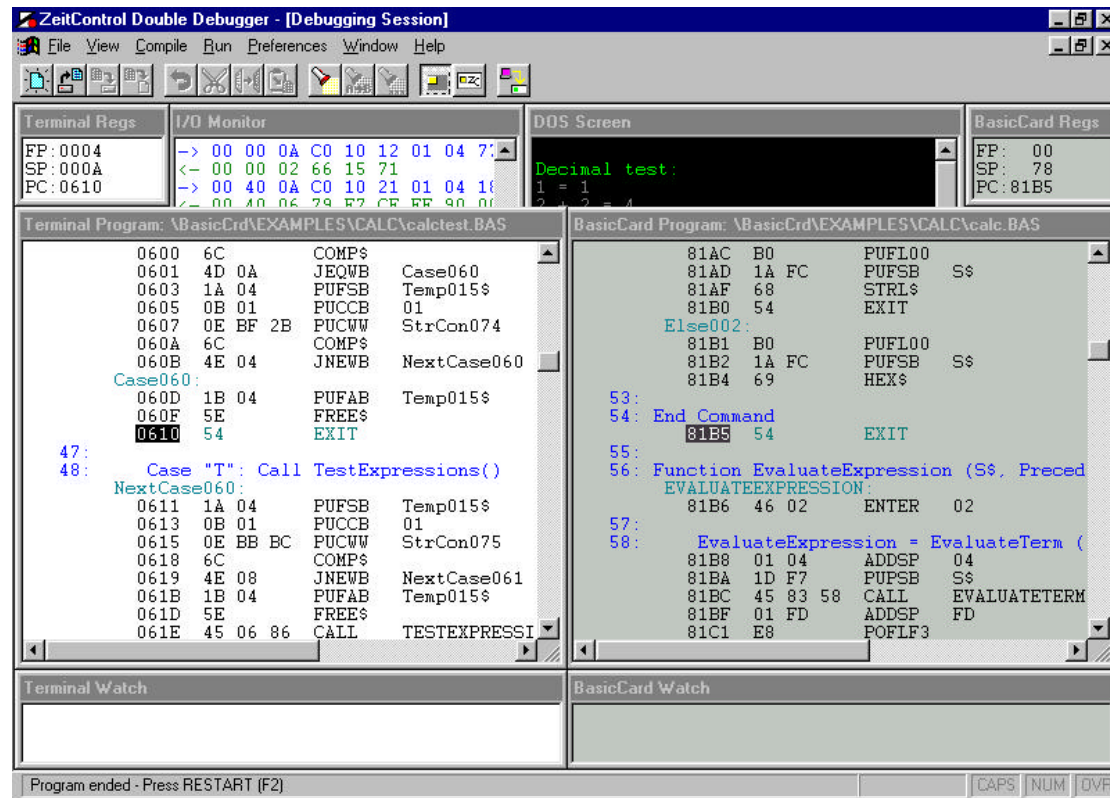 ZeitControl Double Debugger - [Debugging Session]
File View Compile Run Preferences Window Help
Terminal Regs
FP:0004
SP:000A
PC:0610
I/O Monitor
-> 00 00 0A C0 10 12 01 04
<- 00 00 02 66 15 71
-> 00 40 0A C0 10 21 01 04
<- 00 40 06 79 F7 CF FF 90
DOS Screen
Decimal test:
1 = 1
2 + 2 = 4
BasicCard Regs
FP: 00
SP: 78
PC:81B5
Terminal Program: \BasicCrd\EXAMPLES\CALC\calctest.BAS
0600 6C COMP$
0601 4D 0A JEQWB Case060
0603 1A 04 PUFSB Temp015$
0605 0B 01 PUCCB 01
0607 0E BF 2B PUCWW StrCon074
060A 6C COMP$
060B 4E 04 JNEWB NextCase060
Case060:
060D 1B 04 PUFAB Temp015$
060F 5E FREE$
0610 54 EXIT
47:
48: Case "T": Call TestExpressions()
NextCase060:
0611 1A 04 PUFSB Temp015$
0613 0B 01 PUCCB 01
0615 0E BB BC PUCWW StrCon075
0618 6C COMP$
0619 4E 08 JNEWB NextCase061
061B 1B 04 PUFAB Temp015$
061D 5E FREE$
061E 45 06 86 CALL TESTEXPRESSI
BasicCard Program: \BasicCrd\EXAMPLES\CALC\calc.BAS
81AC B0 PUFL00
81AD 1A FC PUFSB S$
81AF 68 STRL$
81B0 54 EXIT
Else002:
81B1 B0 PUFL00
81B2 1A FC PUFSB S$
81B4 69 HEX$
53:
54: End Command
81B5 54 EXIT
55:
56: Function EvaluateExpression (S$, Preced
EVALUATEEXPRESSION:
81B6 46 02 ENTER 02
57:
58: EvaluateExpression = EvaluateTerm (
81B8 01 04 ADDSP 04
81BA 1D F7 PUPSB S$
81BC 45 83 58 CALL EVALUATETERM
81BF 01 FD ADDSP FD
81C1 E8 POFLF3
Terminal Watch
BasicCard Watch
Program ended - Press RESTART (F2)
CAPS NUM OVR